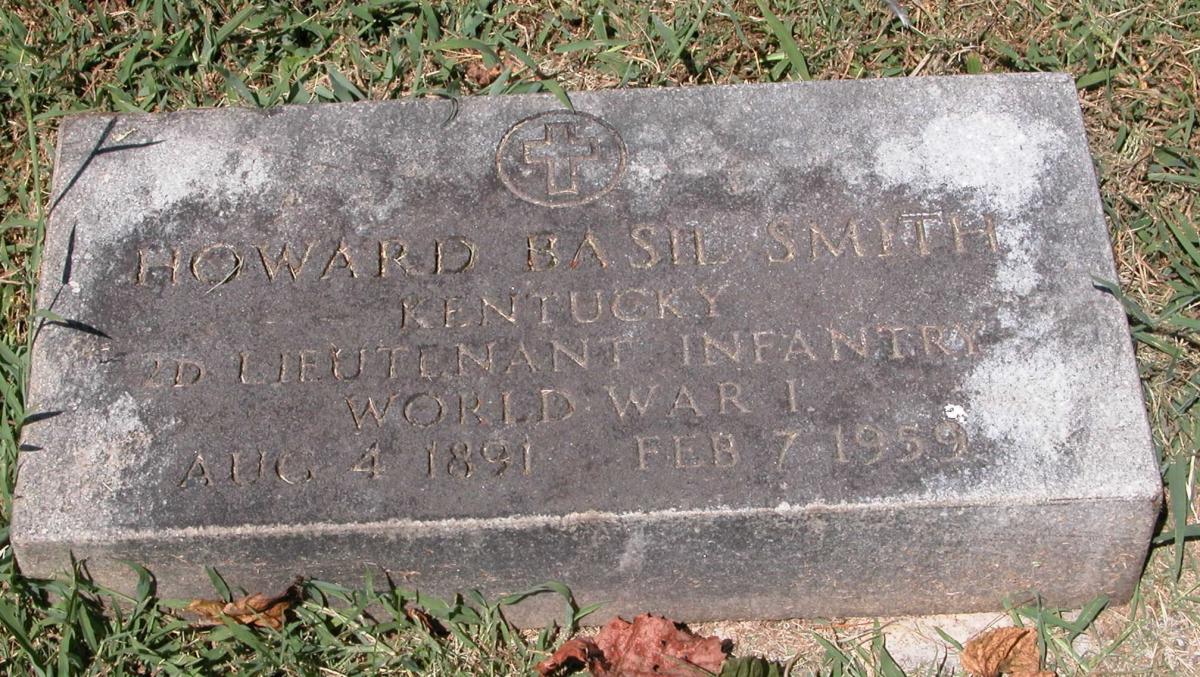 HOWARD BASIL SMITH
KENTUCKY
2D LIEUTENANT INFANTRY
WORLD WAR I
AUG 4 1891 FEB 7 1959